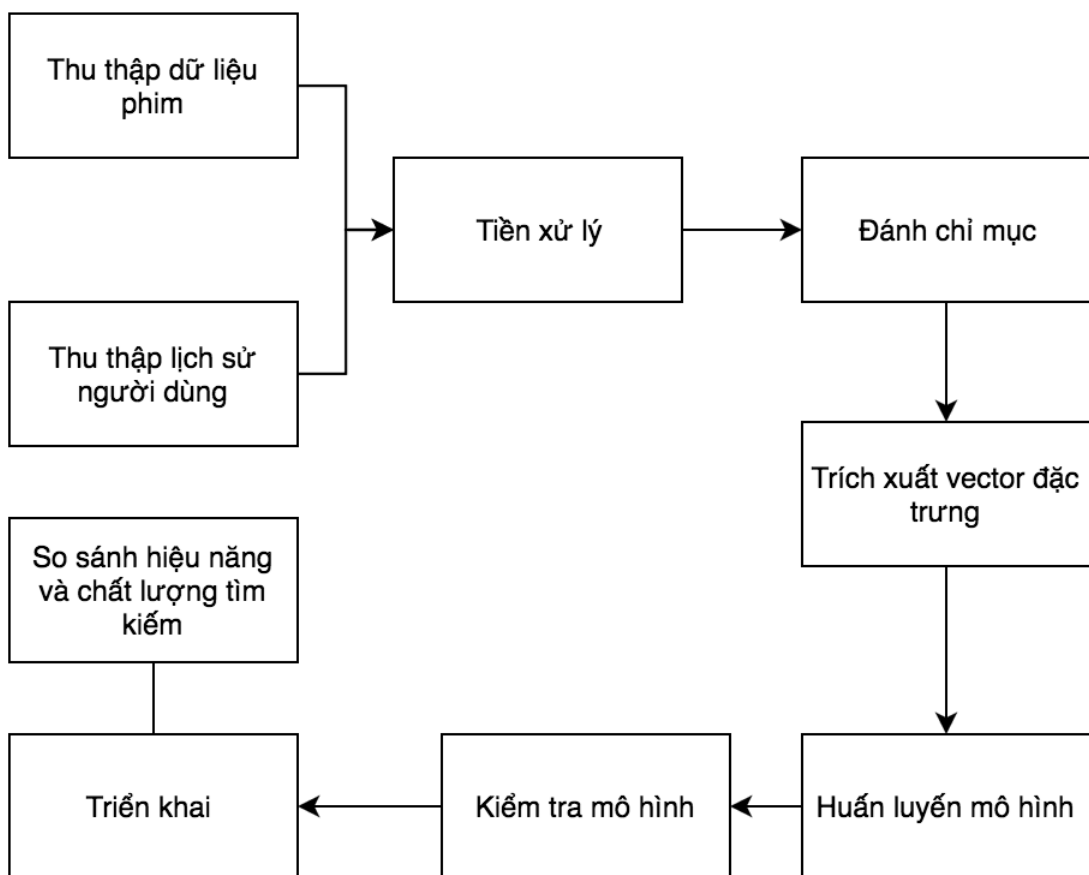 Thu thập dữ liệu
phim
Tiền xử lý
Đánh chỉ mục
Thu thập lịch sử
người dùng
Trích xuất vector đặc
trưng
So sánh hiệu năng
và chất lượng tìm
kiếm
Triển khai
Kiểm tra mô hình
Huấn luyến mô hình